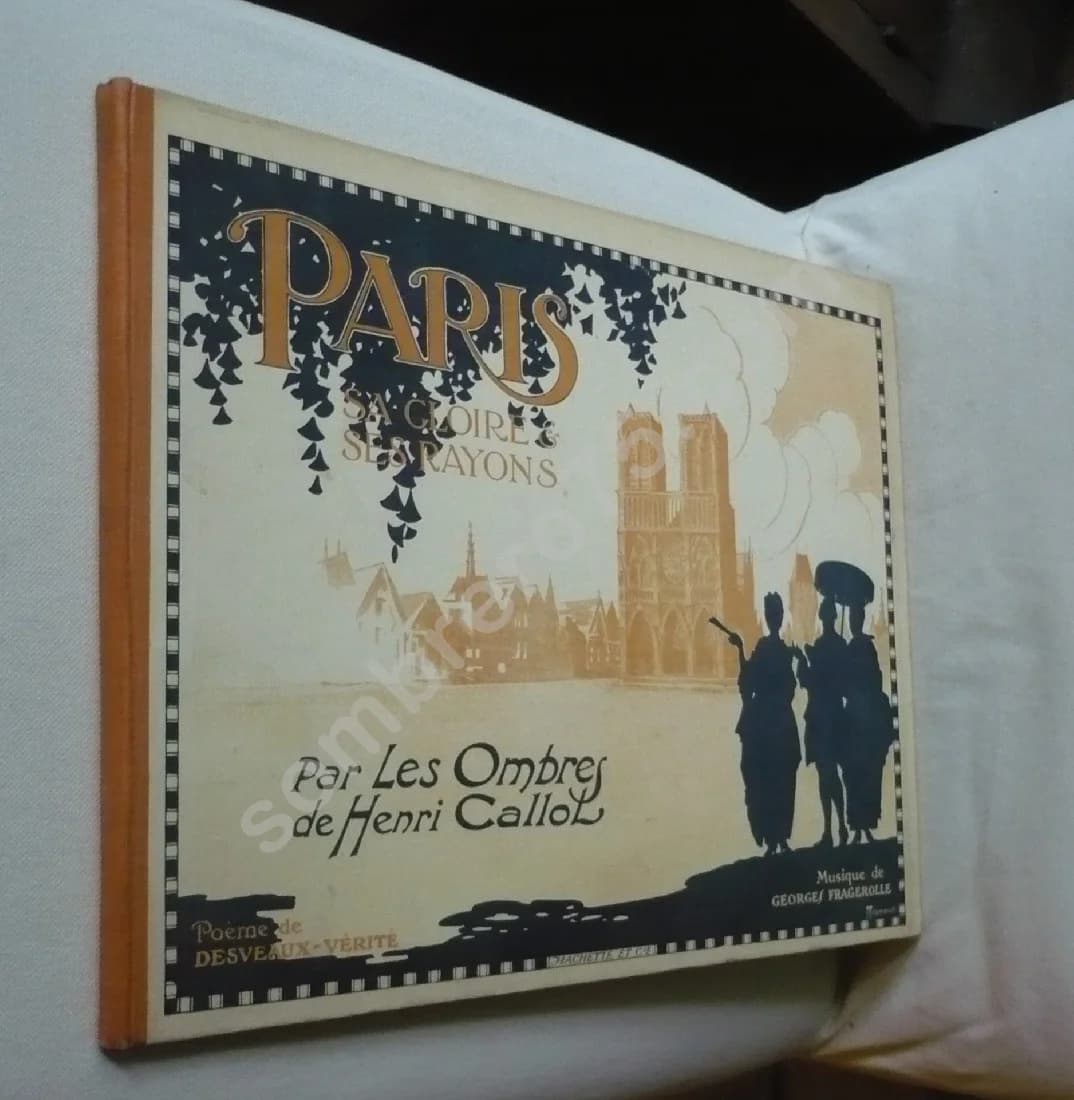 PARIS
SA GLOIRE &
SES RAYONS
Par Les Ombres
de Henri Callot
Musique de
GEORGES FRAGEROLLE
Poème de
DESVEAUX-VÉRITÉ
HACHETTE ET Cie